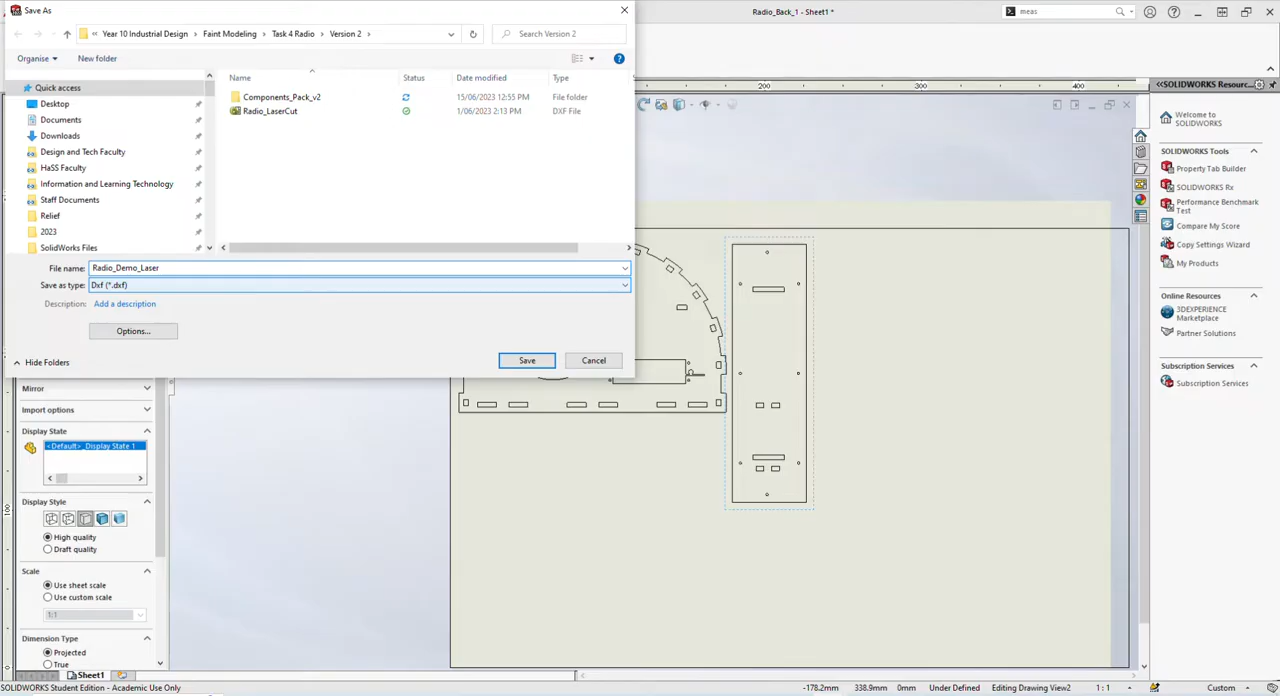 Save As
Radio_Back_1 - Sheet1 *
meas
« Year 10 Industrial Design > Faint Modeling > Task 4 Radio > Version 2 >
Search Version 2
Organise
New folder
Quick access
Desktop
Documents
Downloads
Design and Tech Faculty
HaSS Faculty
Information and Learning Technology
Staff Documents
Relief
2023
SolidWorks Files
Name Status Date modified Type
Components_Pack_v2 15/06/2023 12:55 PM File folder
Radio_LaserCut 1/06/2023 2:13 PM DXF File
File name: Radio_Demo_Laser
Save as type: Dxf (*.dxf)
Description: Add a description
Options...
Hide Folders
Save
Cancel
200
300
400
«SOLIDWORKS Resourc...
Welcome to
SOLIDWORKS
SOLIDWORKS Tools
Property Tab Builder
SOLIDWORKS Rx
Performance Benchmark
Test
Compare My Score
Copy Settings Wizard
My Products
Online Resources
3DEXPERIENCE
Marketplace
Partner Solutions
Subscription Services
Subscription Services
Mirror
Import options
Display State
<Default>_Display State 1
Display Style
High quality
Draft quality
Scale
Use sheet scale
Use custom scale
1:1
Dimension Type
Projected
True
100
0
Sheet1
SOLIDWORKS Student Edition - Academic Use Only
-178.2mm 338.9mm 0mm Under Defined Editing Drawing View2 1 : 1 Custom